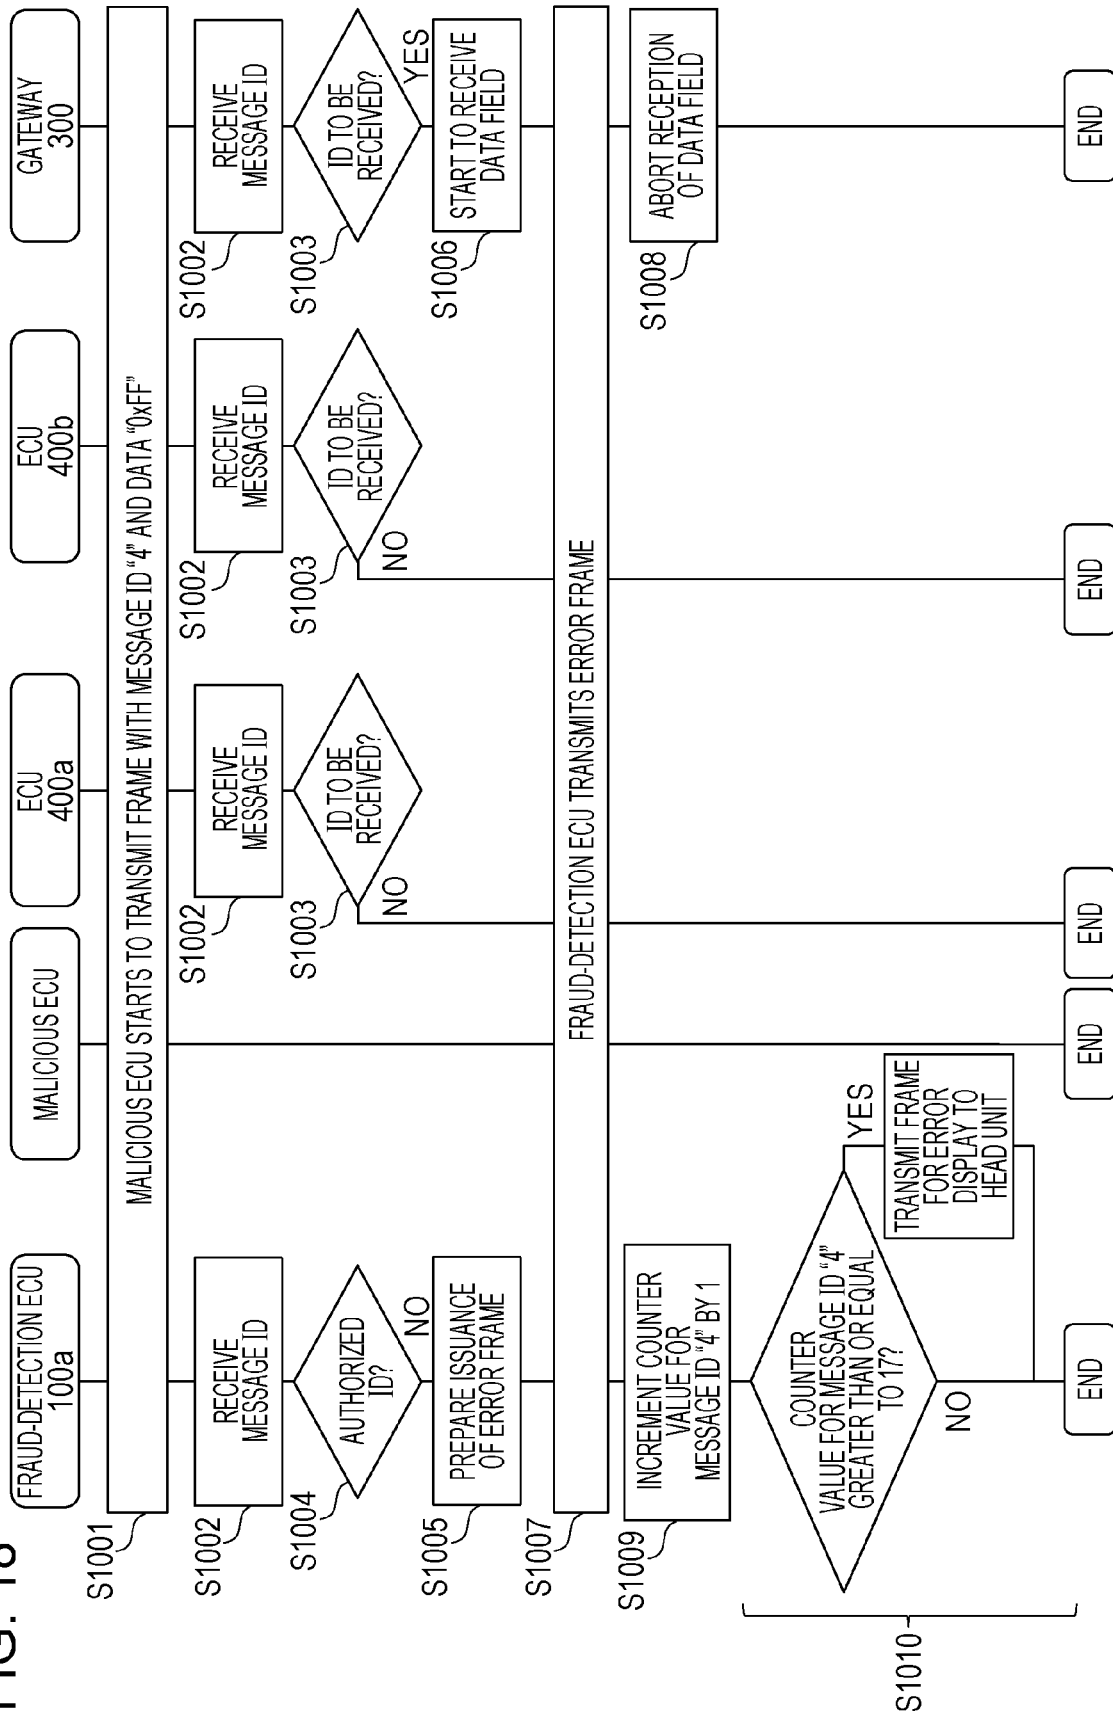 FIG. 18
FRAUD-DETECTION ECU
100a
MALICIOUS ECU
ECU
400a
ECU
400b
GATEWAY
300
S1001
MALICIOUS ECU STARTS TO TRANSMIT FRAME WITH MESSAGE ID "4" AND DATA "0xFF"
S1002
RECEIVE
MESSAGE ID
S1002
RECEIVE
MESSAGE ID
S1002
RECEIVE
MESSAGE ID
S1002
RECEIVE
MESSAGE ID
S1004
AUTHORIZED
ID?
NO
S1003
ID TO BE
RECEIVED?
NO
S1003
ID TO BE
RECEIVED?
NO
S1003
ID TO BE
RECEIVED?
YES
S1005
PREPARE ISSUANCE
OF ERROR FRAME
S1006
START TO RECEIVE
DATA FIELD
S1007
FRAUD-DETECTION ECU TRANSMITS ERROR FRAME
S1009
INCREMENT COUNTER
VALUE FOR
MESSAGE ID "4" BY 1
S1008
ABORT RECEPTION
OF DATA FIELD
S1010
COUNTER
VALUE FOR MESSAGE ID "4"
GREATER THAN OR EQUAL
TO 17?
YES
TRANSMIT FRAME
FOR ERROR
DISPLAY TO
HEAD UNIT
NO
END
END
END
END
END